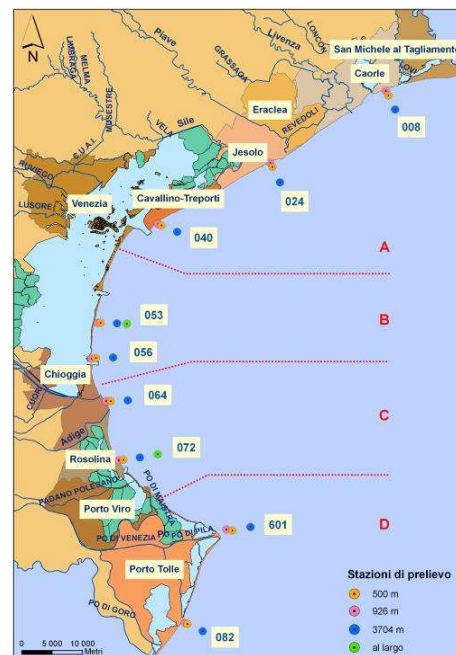 San Michele al Tagliamento
Caorle
Eraclea
Jesolo
Cavallino-Treporti
Venezia
Chioggia
Rosolina
Porto Viro
Porto Tolle
N
Piave
Livenza
LONCON
GRASSAGA
REVEDOLI
Sile
VELA
MELMA
LIMBRAGA
MUSESTRE
C.U.A.I.
RUVIEGO
LUSORE
CUORI
Adige
PADANO POLESANO
PO DI MAISTRA
PO DI VENEZIA
PO DI PILA
PO DI GORO
008
024
040
053
056
064
072
601
082
A
B
C
D
Stazioni di prelievo
500 m
926 m
3704 m
al largo
0 5 000 10 000
Metri